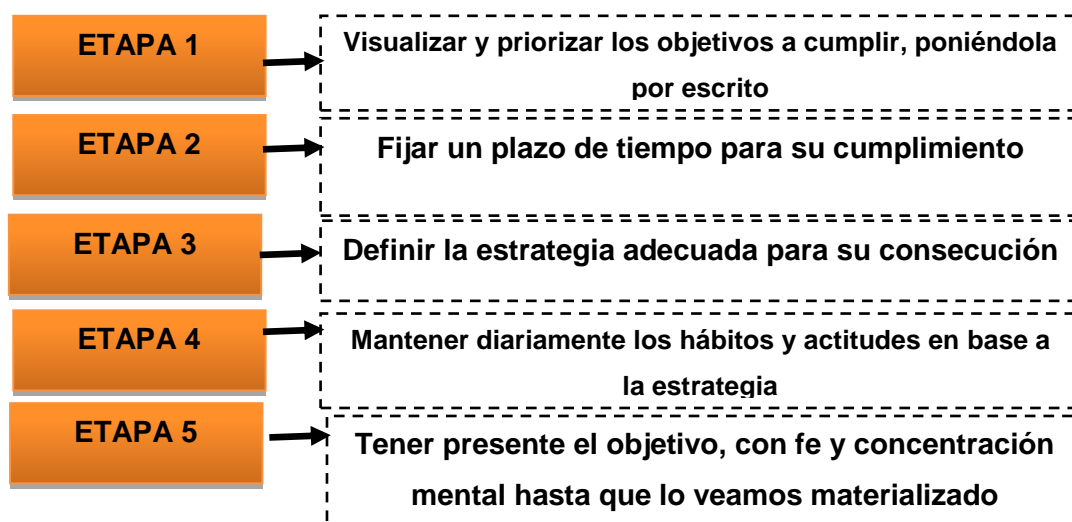 ETAPA 1
Visualizar y priorizar los objetivos a cumplir, poniéndola
por escrito
ETAPA 2
Fijar un plazo de tiempo para su cumplimiento
ETAPA 3
Definir la estrategia adecuada para su consecución
ETAPA 4
Mantener diariamente los hábitos y actitudes en base a
la estrategia
ETAPA 5
Tener presente el objetivo, con fe y concentración
mental hasta que lo veamos materializado